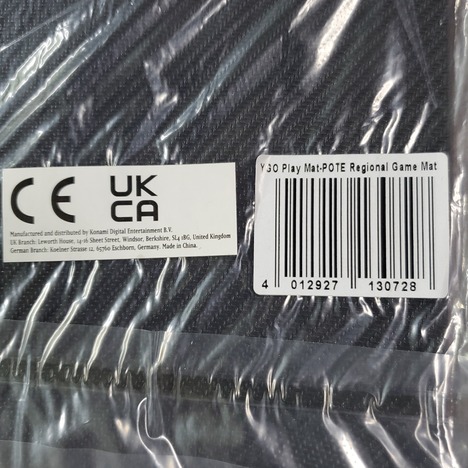 CE UK
CA
Manufactured and distributed by Konami Digital Entertainment B.V.
UK Branch: Leworth House, 14-16 Sheet Street, Windsor, Berkshire, SL4 1BG, United Kingdom
German Branch: Koelner Strasse 12, 65760 Eschborn, Germany, Made in China.
YGO Play Mat-POTE Regional Game Mat
4 012927 130728